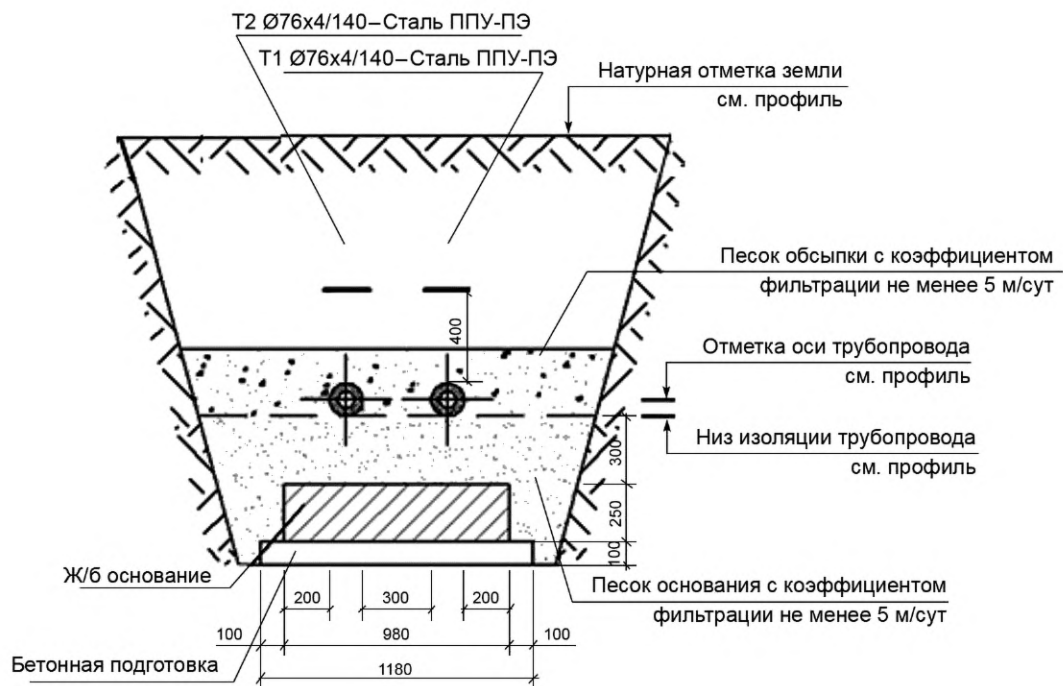 Т2 Ø76х4/140–Сталь ППУ-ПЭ
Т1 Ø76х4/140–Сталь ППУ-ПЭ
Натурная отметка земли
см. профиль
Песок обсыпки с коэффициентом
фильтрации не менее 5 м/сут
400
Отметка оси трубопровода
см. профиль
Низ изоляции трубопровода
см. профиль
300
250
100
Ж/б основание
Песок основания с коэффициентом
фильтрации не менее 5 м/сут
200
300
200
100
980
100
Бетонная подготовка
1180